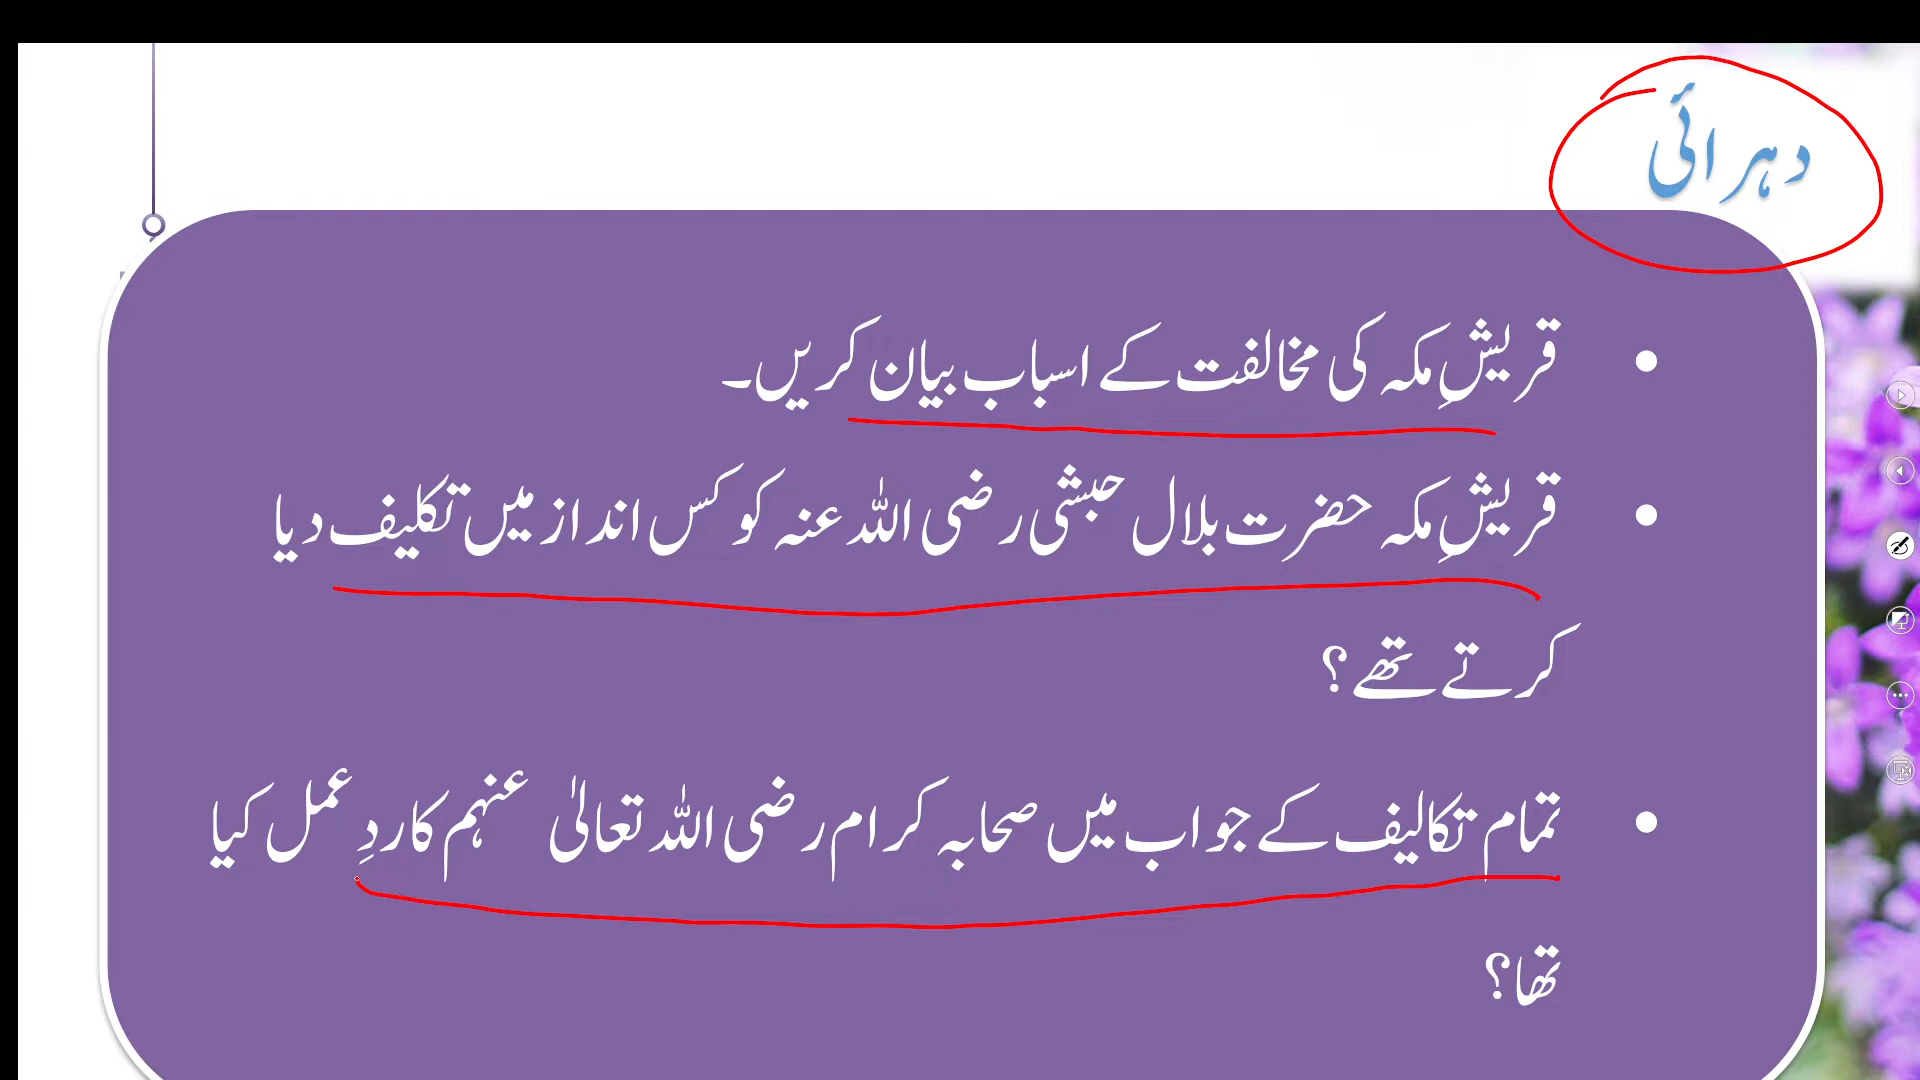 دہرائی
• قریشِ مکہ کی مخالفت کے اسباب بیان کریں۔
• قریشِ مکہ حضرت بلال حبشی رضی اللہ عنہ کو کس انداز میں تکلیف دیا
کرتے تھے؟
• تمام تکالیف کے جواب میں صحابہ کرام رضی اللہ تعالیٰ عنہم کا ردِ عمل کیا
تھا؟